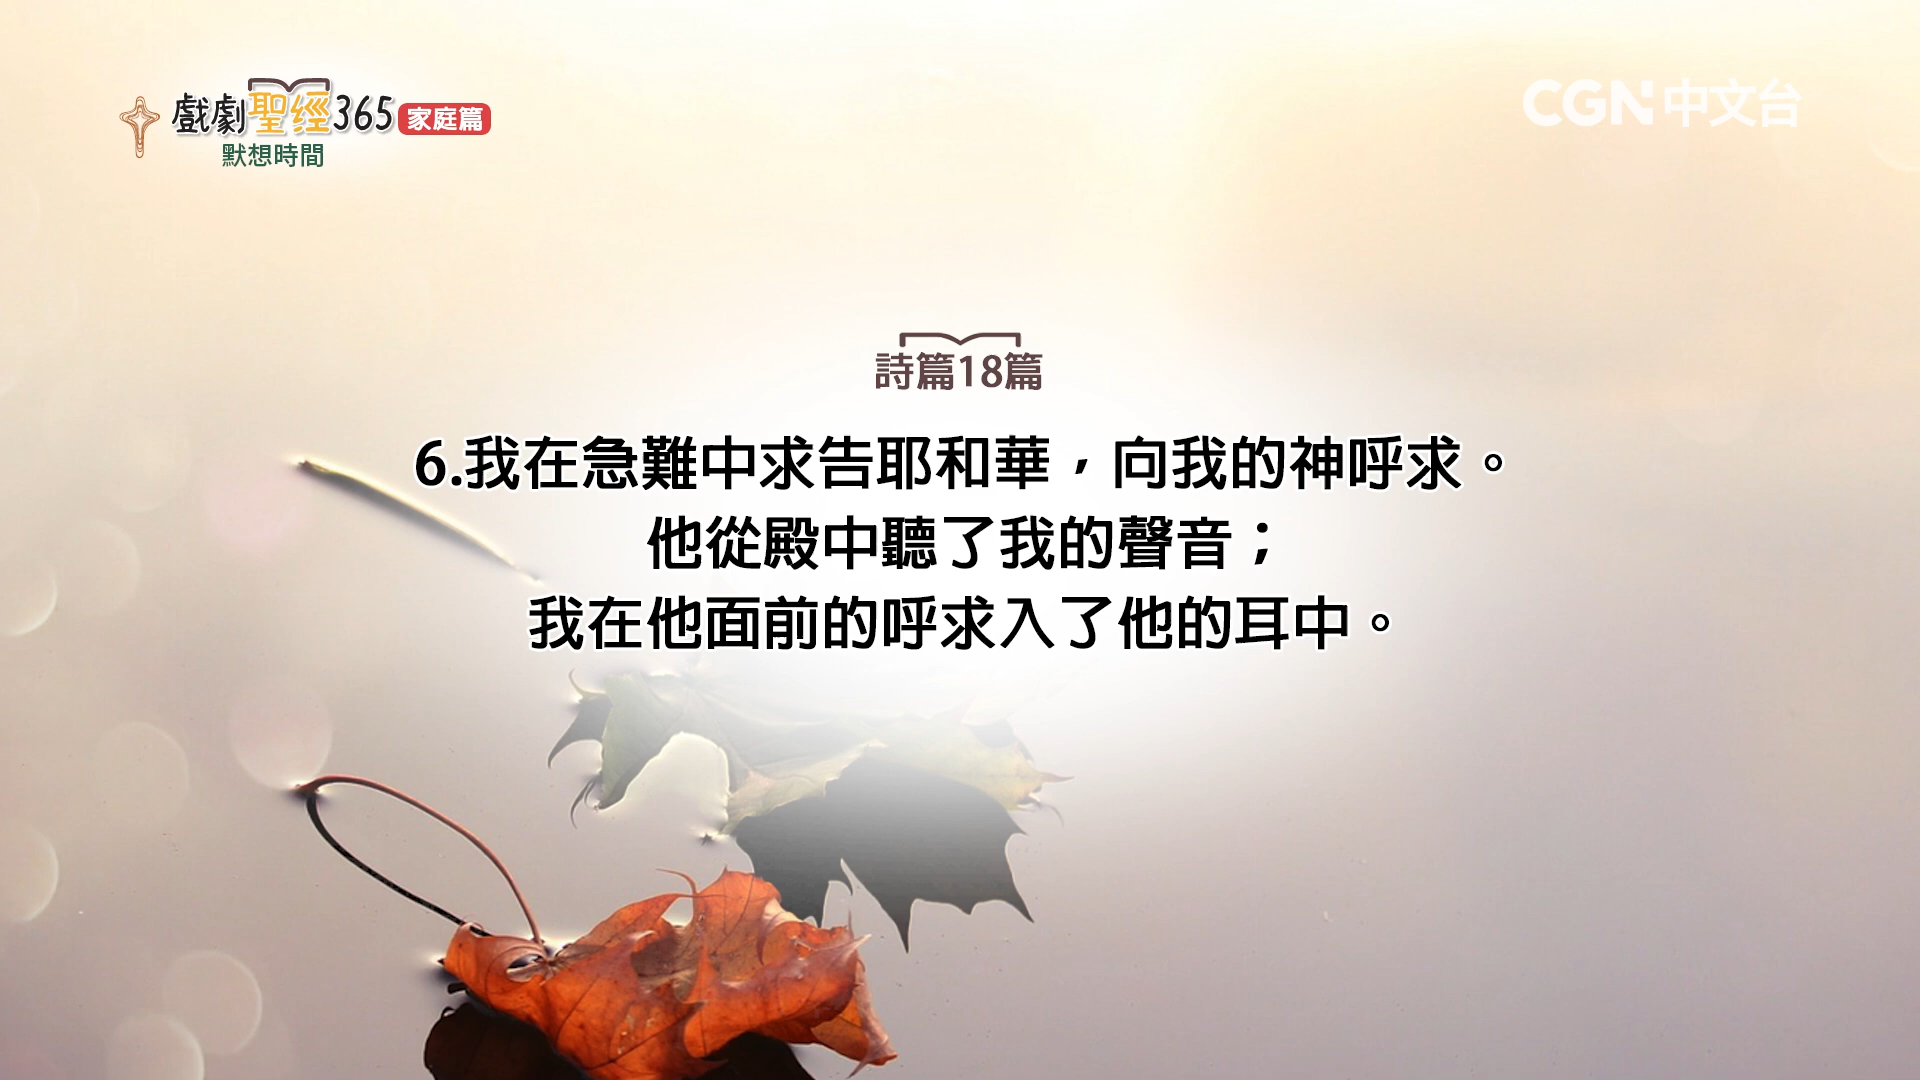 戲劇聖經365 家庭篇
默想時間
CGN中文台
詩篇18篇
6.我在急難中求告耶和華，向我的神呼求。
他從殿中聽了我的聲音；
我在他面前的呼求入了他的耳中。